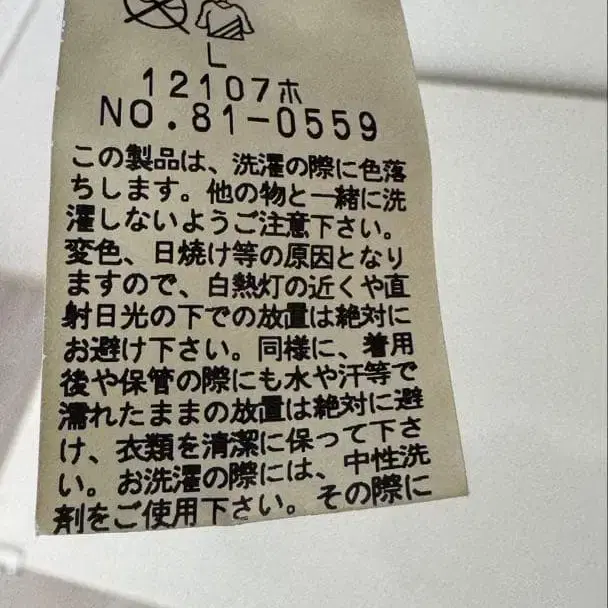 L
12107ホ
NO.81-0559
この製品は、洗濯の際に色落
ちします。他の物と一緒に洗
濯しないようご注意下さい。
変色、日焼け等の原因となり
ますので、白熱灯の近くや直
射日光の下での放置は絶対に
お避け下さい。同様に、着用
後や保管の際にも水や汗等で
濡れたままの放置は絶対に避
け、衣類を清潔に保って下さ
い。お洗濯の際には、中性洗
剤をご使用下さい。その際に